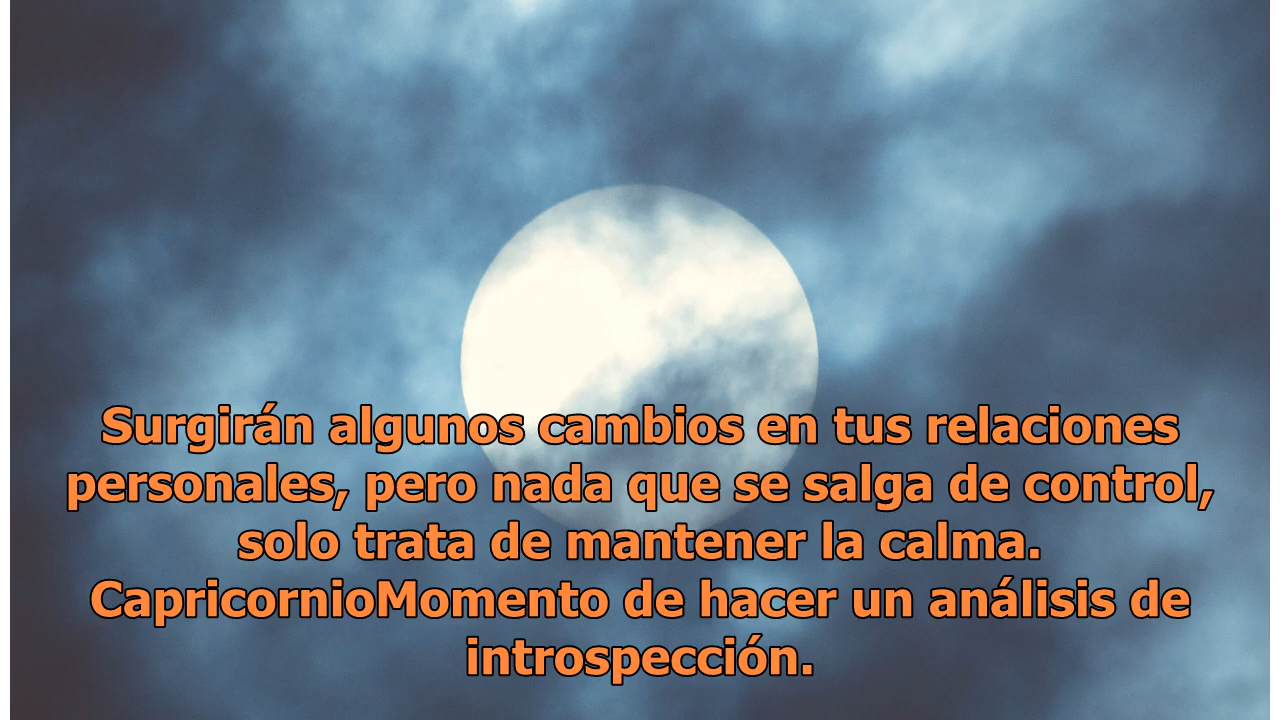 Surgirán algunos cambios en tus relaciones
personales, pero nada que se salga de control,
solo trata de mantener la calma.
CapricornioMomento de hacer un análisis de
introspección.